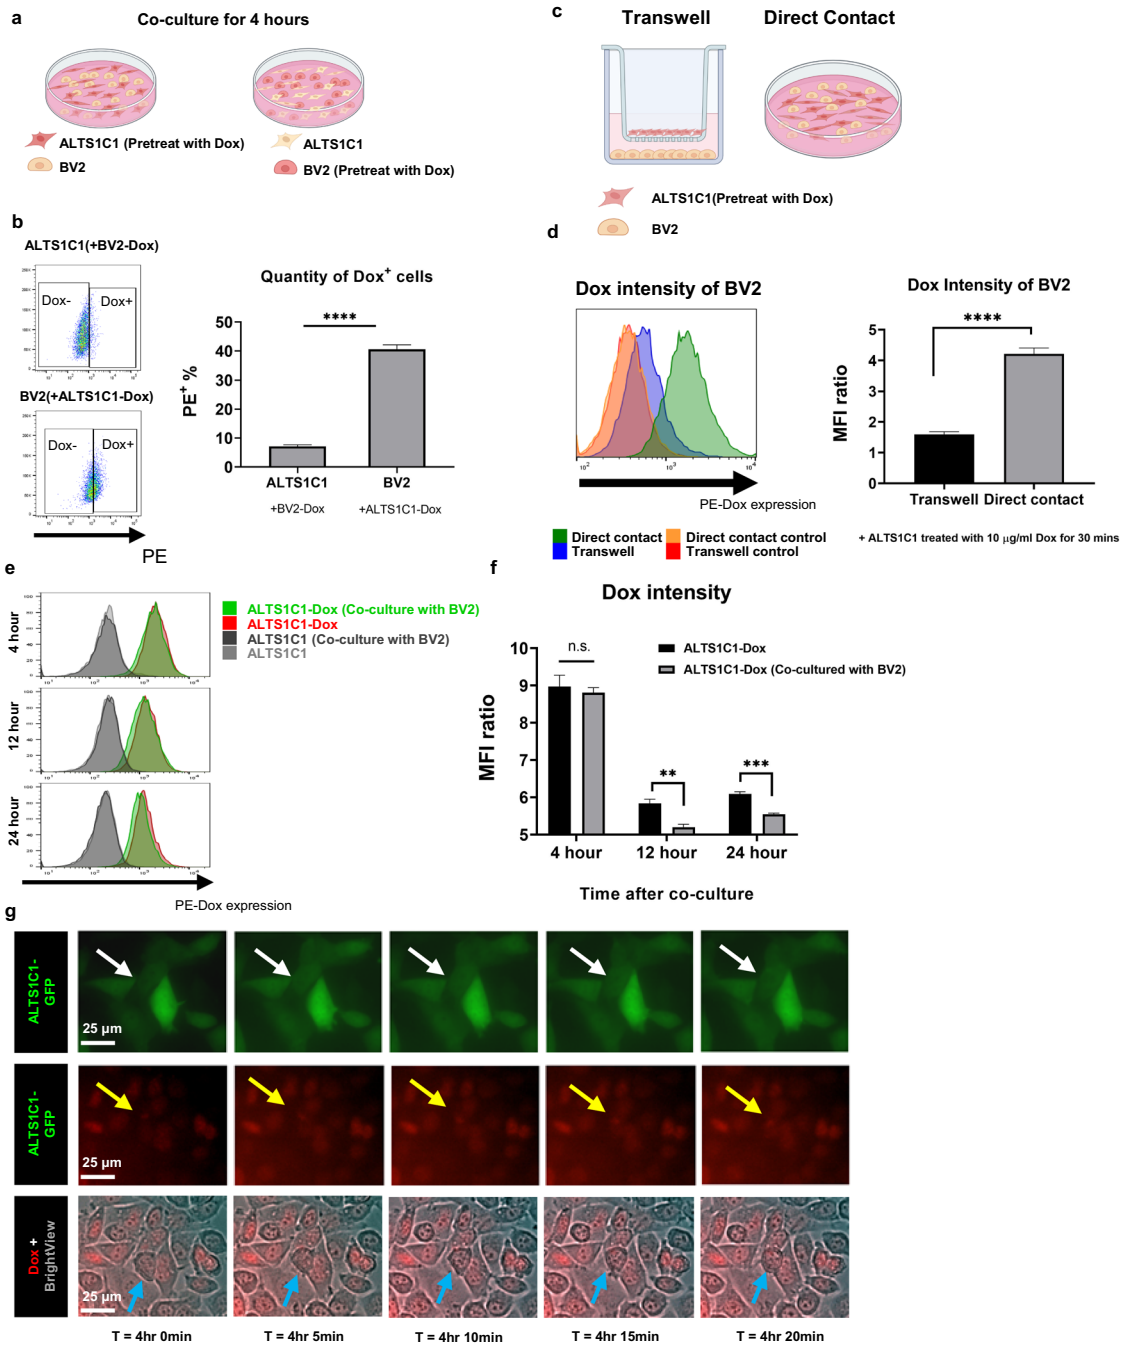 a
Co-culture for 4 hours
ALTS1C1 (Pretreat with Dox)
BV2
ALTS1C1
BV2 (Pretreat with Dox)
c
Transwell
Direct Contact
ALTS1C1(Pretreat with Dox)
BV2
b
ALTS1C1(+BV2-Dox)
Dox-
Dox+
BV2(+ALTS1C1-Dox)
Dox-
Dox+
PE
Quantity of Dox+ cells
****
PE+ %
50
40
30
20
10
0
ALTS1C1
BV2
+BV2-Dox
+ALTS1C1-Dox
d
Dox intensity of BV2
10²
10³
10⁴
PE-Dox expression
Direct contact
Direct contact control
Transwell
Transwell control
Dox Intensity of BV2
****
MFI ratio
5
4
3
2
1
0
Transwell Direct contact
+ ALTS1C1 treated with 10 μg/ml Dox for 30 mins
e
4 hour
12 hour
24 hour
ALTS1C1-Dox (Co-culture with BV2)
ALTS1C1-Dox
ALTS1C1 (Co-culture with BV2)
ALTS1C1
PE-Dox expression
f
Dox intensity
ALTS1C1-Dox
ALTS1C1-Dox (Co-cultured with BV2)
MFI ratio
10
9
8
7
6
5
n.s.
**
***
4 hour
12 hour
24 hour
Time after co-culture
g
ALTS1C1-
GFP
25 μm
ALTS1C1-
GFP
25 μm
Dox +
BrightView
25 μm
T = 4hr 0min
T = 4hr 5min
T = 4hr 10min
T = 4hr 15min
T = 4hr 20min